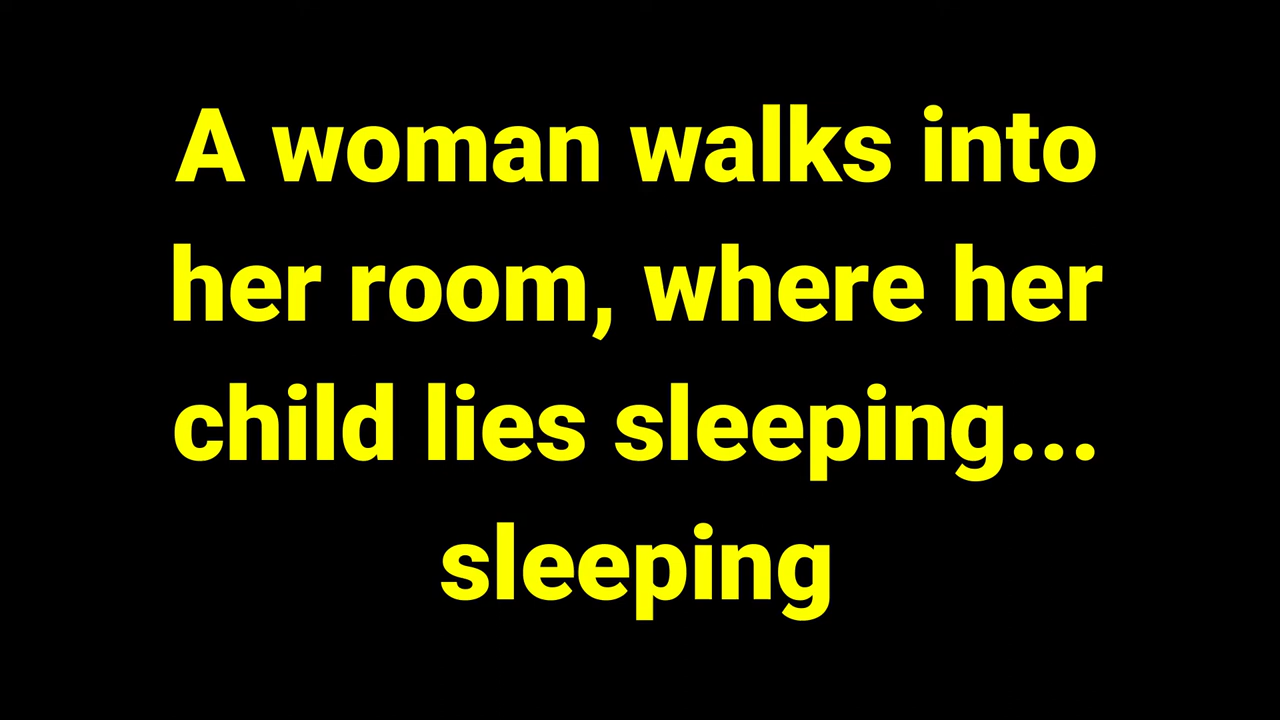 A woman walks into
her room, where her
child lies sleeping...
sleeping